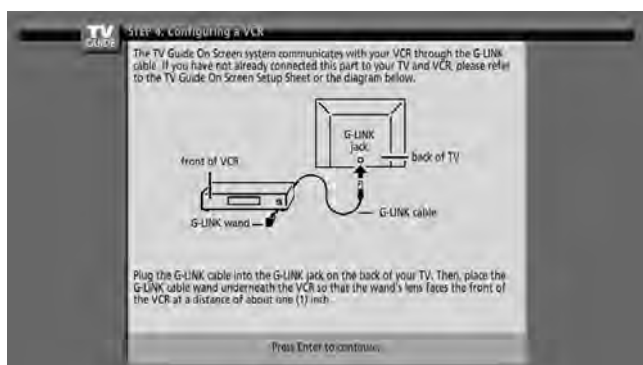 TV GUIDE
STEP 4: Configuring a VCR
The TV Guide On Screen system communicates with your VCR through the G-LINK
cable. If you have not already connected this part to your TV and VCR, please refer
to the TV Guide On Screen Setup Sheet or the diagram below.
G-LINK
jack
front of VCR
back of TV
G-LINK wand
G-LINK cable
Plug the G-LINK cable into the G-LINK jack on the back of your TV. Then, place the
G-LINK cable wand underneath the VCR so that the wand's lens faces the front of
the VCR at a distance of about one (1) inch.
Press Enter to continue.